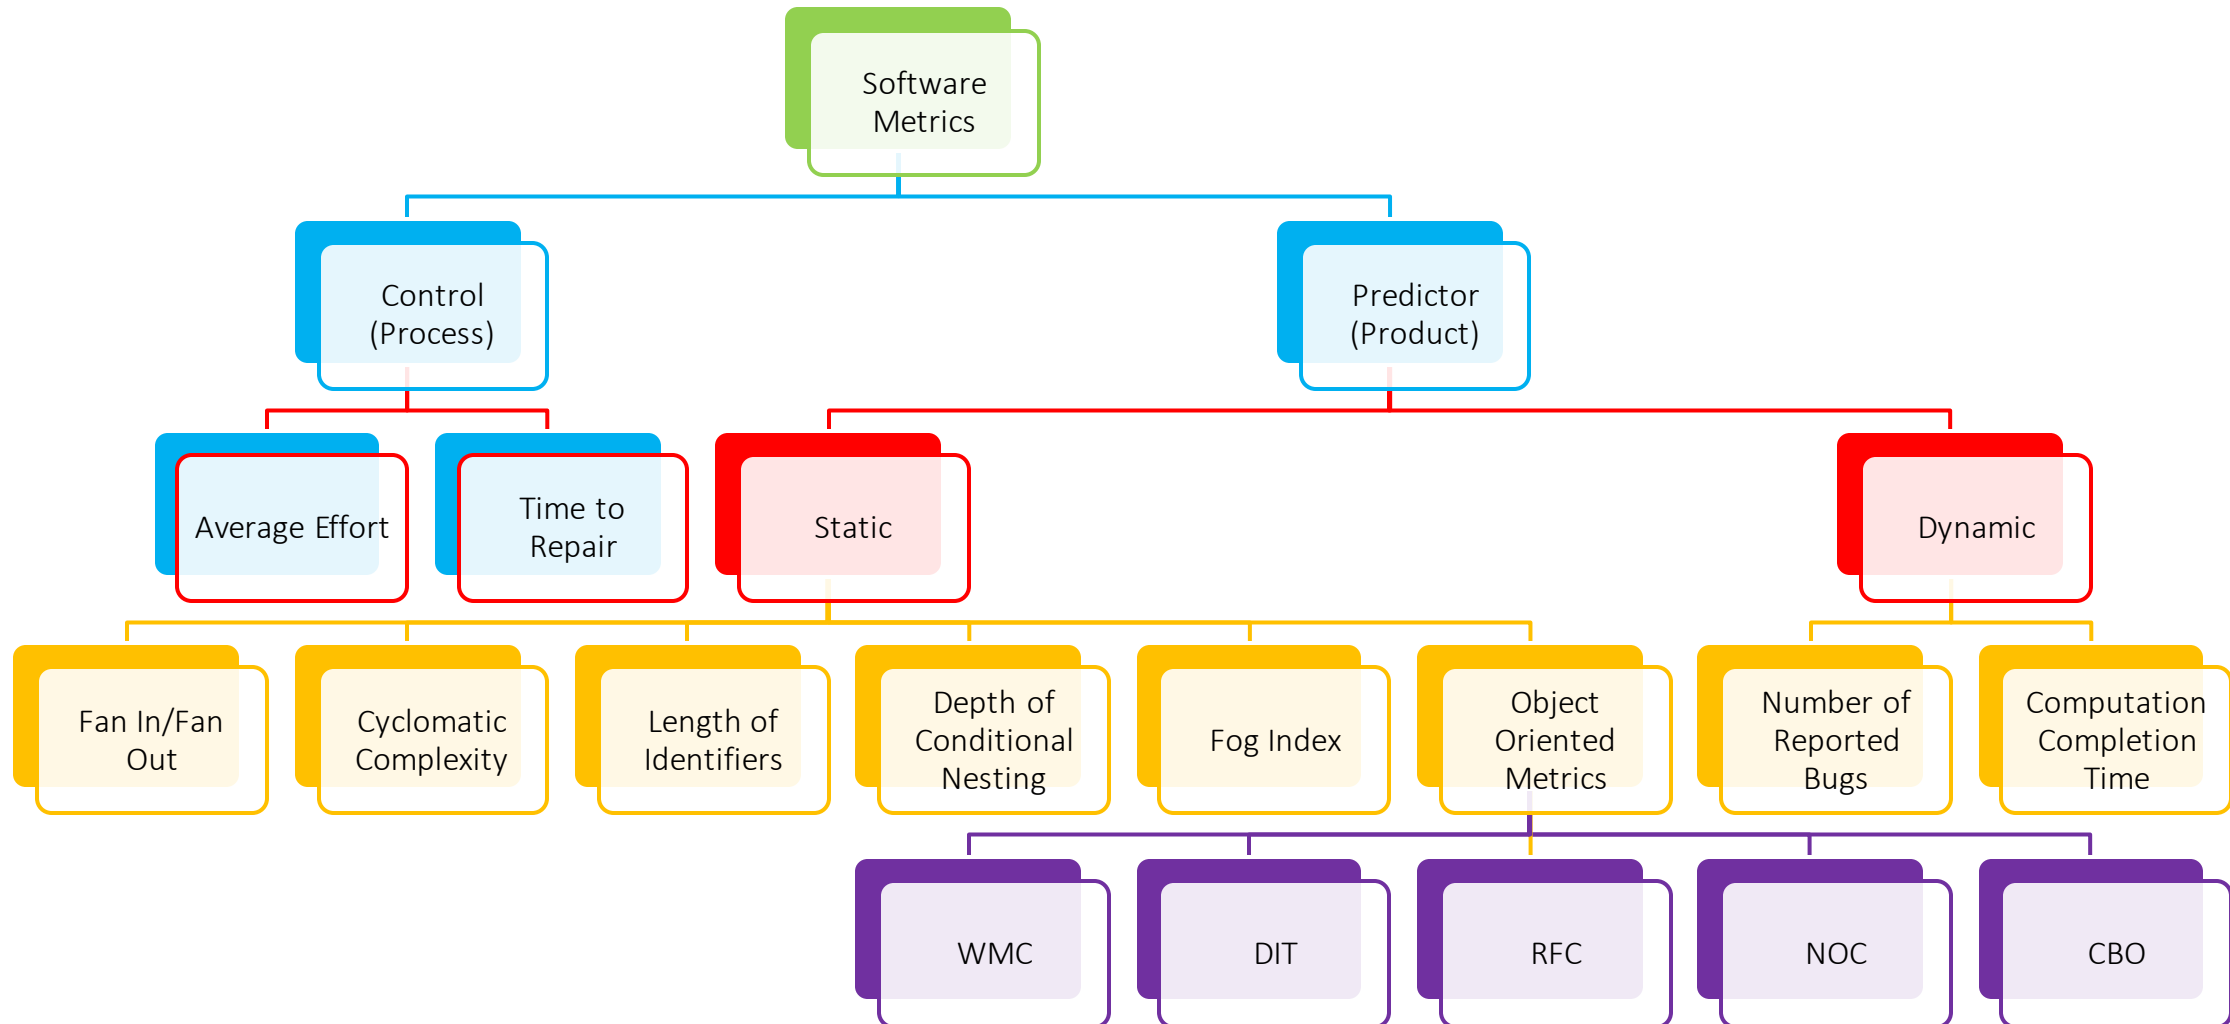 Software
Metrics
Control
(Process)
Predictor
(Product)
Average Effort
Time to
Repair
Static
Dynamic
Fan In/Fan
Out
Cyclomatic
Complexity
Length of
Identifiers
Depth of
Conditional
Nesting
Fog Index
Object
Oriented
Metrics
Number of
Reported
Bugs
Computation
Completion
Time
WMC
DIT
RFC
NOC
CBO